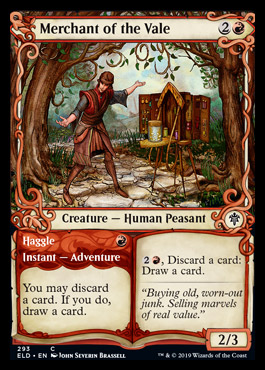 Merchant of the Vale 2
Creature — Human Peasant
Haggle
Instant — Adventure
You may discard
a card. If you do,
draw a card.
2, Discard a card:
Draw a card.
“Buying old, worn-out
junk. Selling marvels
of real value.”
2/3
293 C
ELD • EN John Severin Brassell
™ & © 2019 Wizards of the Coast